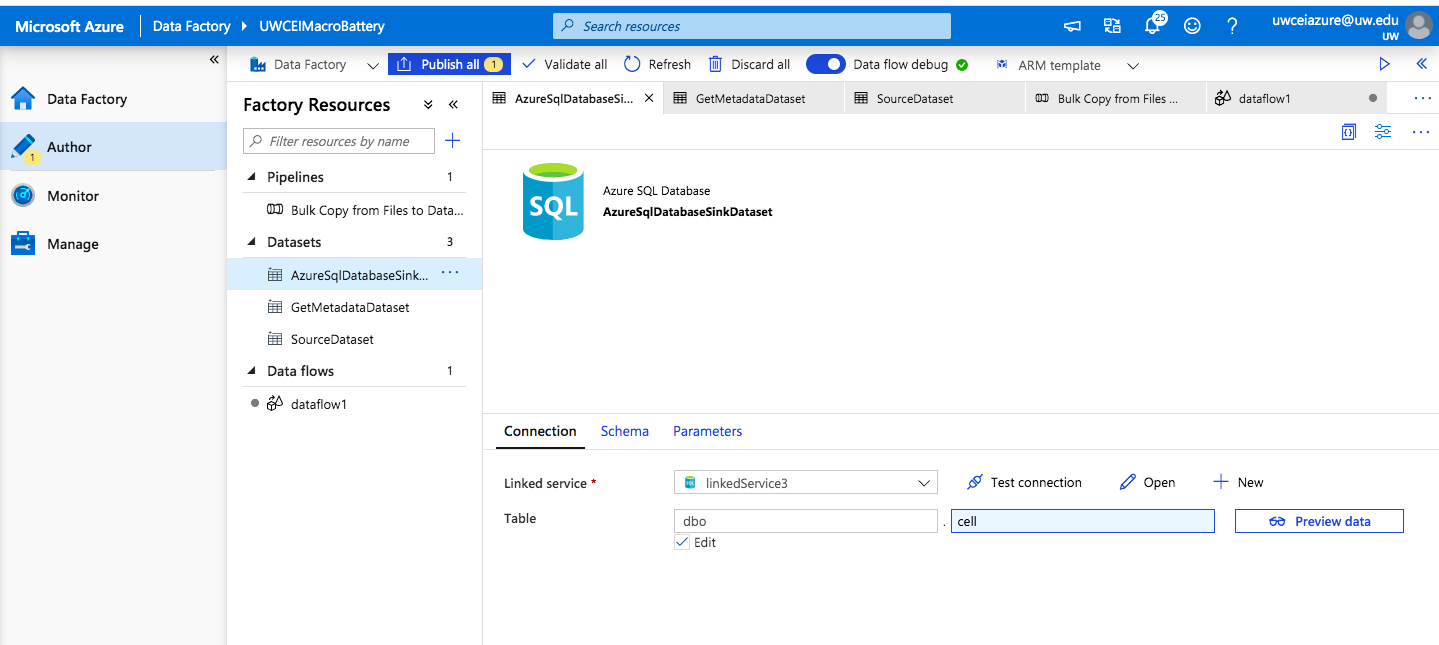 Microsoft Azure Data Factory UWCEIMacroBattery Search resources 25 ? uwceiazure@uw.edu
UW
« Data Factory Publish all 1 Validate all Refresh Discard all Data flow debug ARM template «
Data Factory
Author
1
Monitor
Manage
Factory Resources «
Filter resources by name
Pipelines 1
Bulk Copy from Files to Data...
Datasets 3
AzureSqlDatabaseSink... ...
GetMetadataDataset
SourceDataset
Data flows 1
dataflow1
AzureSqlDatabaseSi... GetMetadataDataset SourceDataset Bulk Copy from Files ... dataflow1 ...
...
SQL
Azure SQL Database
AzureSqlDatabaseSinkDataset
Connection Schema Parameters
Linked service * linkedService3 Test connection Open New
Table dbo . cell Preview data
Edit